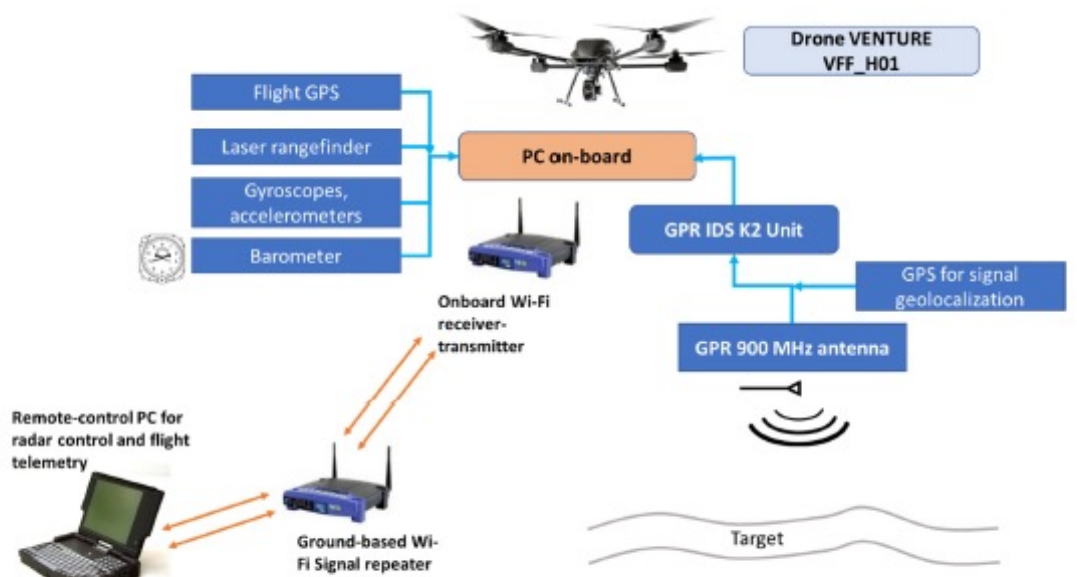 Drone VENTURE
VFF_H01
Flight GPS
Laser rangefinder
Gyroscopes,
accelerometers
Barometer
PC on-board
GPR IDS K2 Unit
GPS for signal
geolocalization
GPR 900 MHz antenna
Onboard Wi-Fi
receiver-
transmitter
Remote-control PC for
radar control and flight
telemetry
Ground-based Wi-
Fi Signal repeater
Target